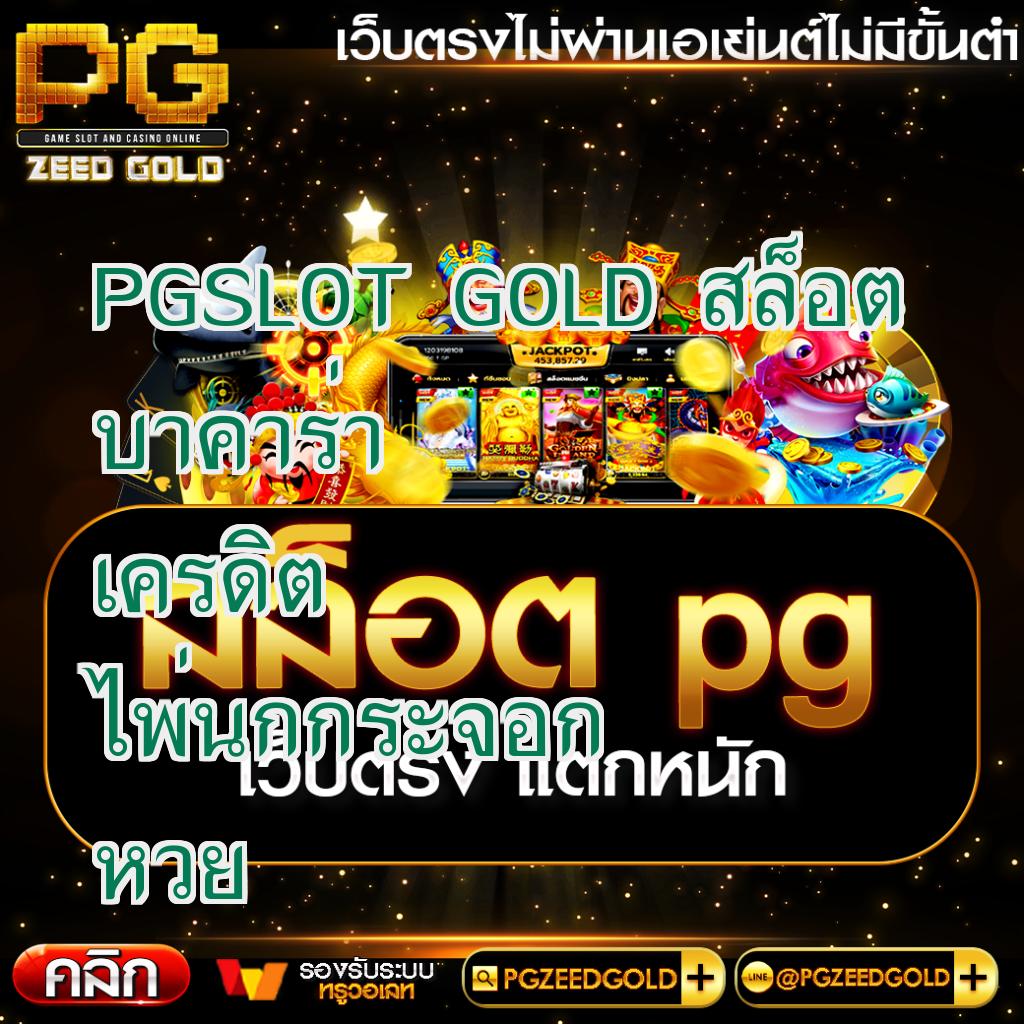 เว็บตรงไม่ผ่านเอเย่นต์ไม่มีขั้นต่ำ
PG
GAME SLOT AND CASINO ONLINE
ZEED GOLD
PGSLOT GOLD สล็อต
1203198108
JACKPOT
453,857.29
บาคาร่า
เครดิต
สล็อต pg
ไพ่นกกระจอก
เว็บตรง แตกหนัก
หวย
คลิก
รองรับระบบ
ทรูวอเลท
PGZEEDGOLD +
LINE @PGZEEDGOLD +